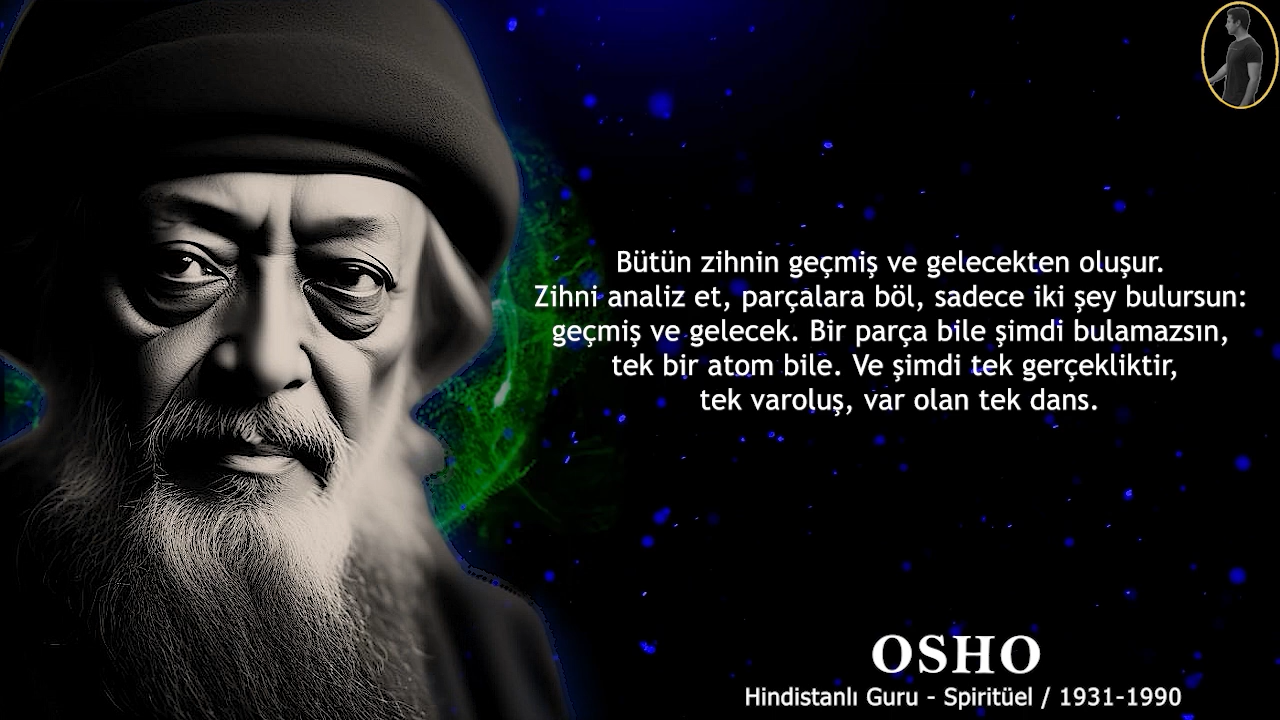 Bütün zihnin geçmiş ve gelecekten oluşur.
Zihni analiz et, parçalara böl, sadece iki şey bulursun:
geçmiş ve gelecek. Bir parça bile şimdi bulamazsın,
tek bir atom bile. Ve şimdi tek gerçekliktir,
tek varoluş, var olan tek dans.
OSHO
Hindistanlı Guru - Spiritüel / 1931-1990